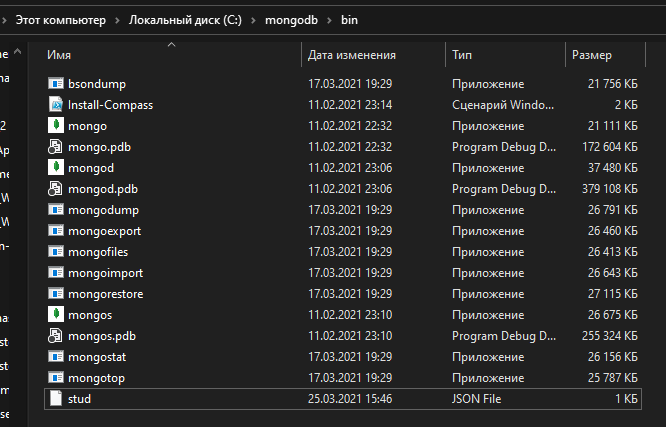 Этот компьютер > Локальный диск (C:) > mongodb > bin
Имя Дата изменения Тип Размер
bsondump 17.03.2021 19:29 Приложение 21 756 КБ
Install-Compass 11.02.2021 23:14 Сценарий Windo... 2 КБ
mongo 11.02.2021 22:32 Приложение 21 111 КБ
mongo.pdb 11.02.2021 22:32 Program Debug D... 172 604 КБ
mongod 11.02.2021 23:06 Приложение 37 480 КБ
mongod.pdb 11.02.2021 23:06 Program Debug D... 379 108 КБ
mongodump 17.03.2021 19:29 Приложение 26 791 КБ
mongoexport 17.03.2021 19:29 Приложение 26 460 КБ
mongofiles 17.03.2021 19:29 Приложение 26 413 КБ
mongoimport 17.03.2021 19:29 Приложение 26 643 КБ
mongorestore 17.03.2021 19:29 Приложение 27 115 КБ
mongos 11.02.2021 23:10 Приложение 26 675 КБ
mongos.pdb 11.02.2021 23:10 Program Debug D... 255 324 КБ
mongostat 17.03.2021 19:29 Приложение 26 156 КБ
mongotop 17.03.2021 19:29 Приложение 25 787 КБ
stud 25.03.2021 15:46 JSON File 1 КБ